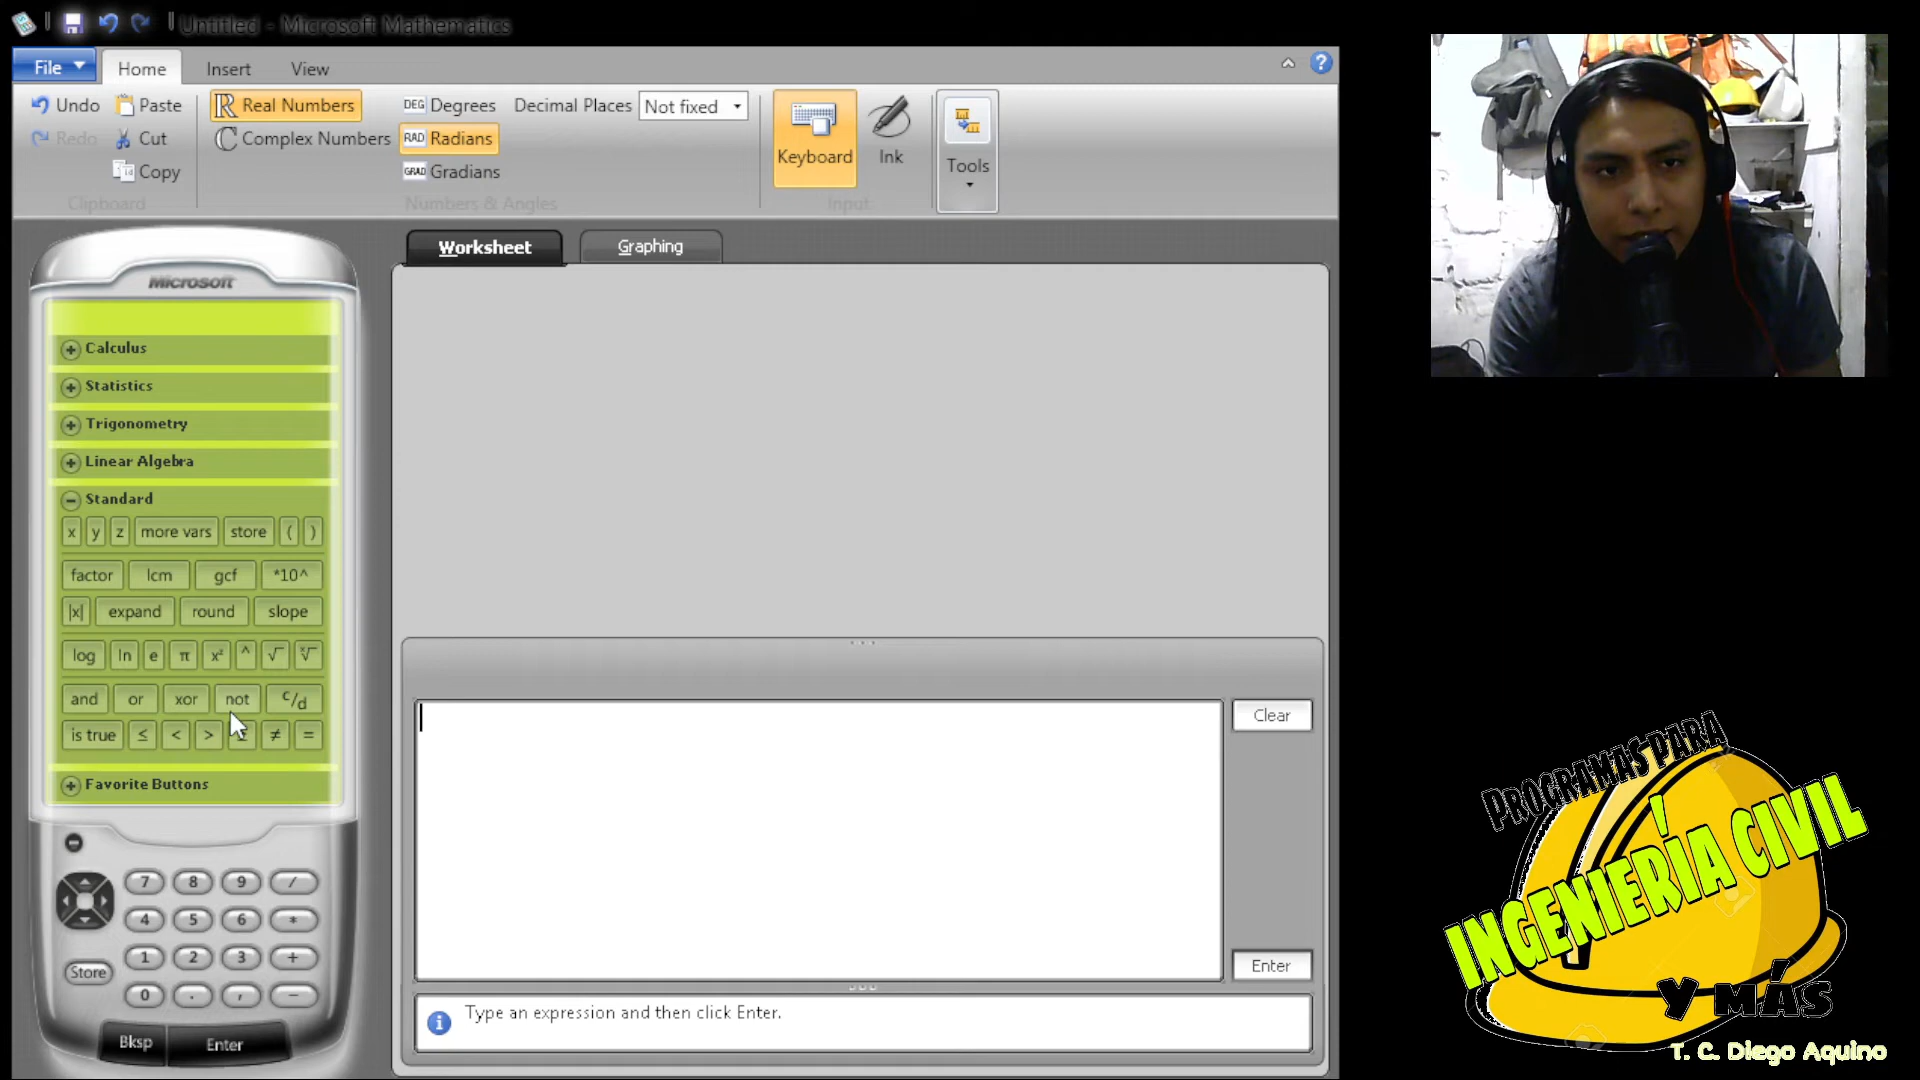 Untitled - Microsoft Mathematics
File Home Insert View
Undo Paste
Redo Cut
Copy
Clipboard
Real Numbers
Complex Numbers
DEG Degrees
RAD Radians
GRAD Gradians
Decimal Places Not fixed
Numbers & Angles
Keyboard
Ink
Input
Tools
Microsoft
Calculus
Statistics
Trigonometry
Linear Algebra
Standard
x y z more vars store ( )
factor lcm gcf *10^
|x| expand round slope
log ln e π x² ^ √ ˣ√
and or xor not c/d
is true ≤ < > ≥ ≠ =
Favorite Buttons
7 8 9 /
4 5 6 *
1 2 3 +
Store
0 . , −
Bksp Enter
Worksheet Graphing
Clear
Enter
Type an expression and then click Enter.
PROGRAMAS PARA
INGENIERÍA CIVIL
Y MÁS
T. C. Diego Aquino